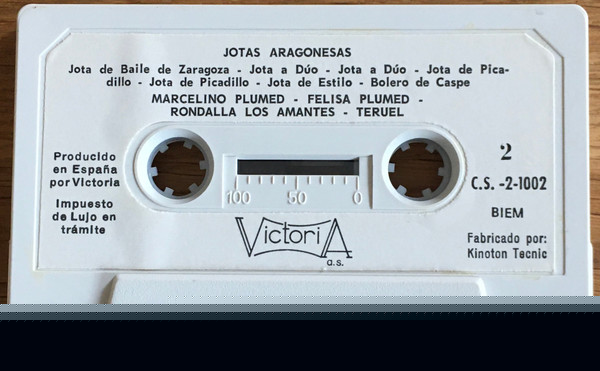 JOTAS ARAGONESAS
Jota de Baile de Zaragoza - Jota a Dúo - Jota a Dúo - Jota de Pica-
dillo - Jota de Picadillo - Jota de Estilo - Bolero de Caspe
MARCELINO PLUMED - FELISA PLUMED -
RONDALLA LOS AMANTES - TERUEL
Producido
en España
por Victoria
Impuesto
de Lujo en
trámite
100 50 0
VictoriA
a.s.
2
C.S. -2-1002
BIEM
Fabricado por:
Kinoton Tecnic